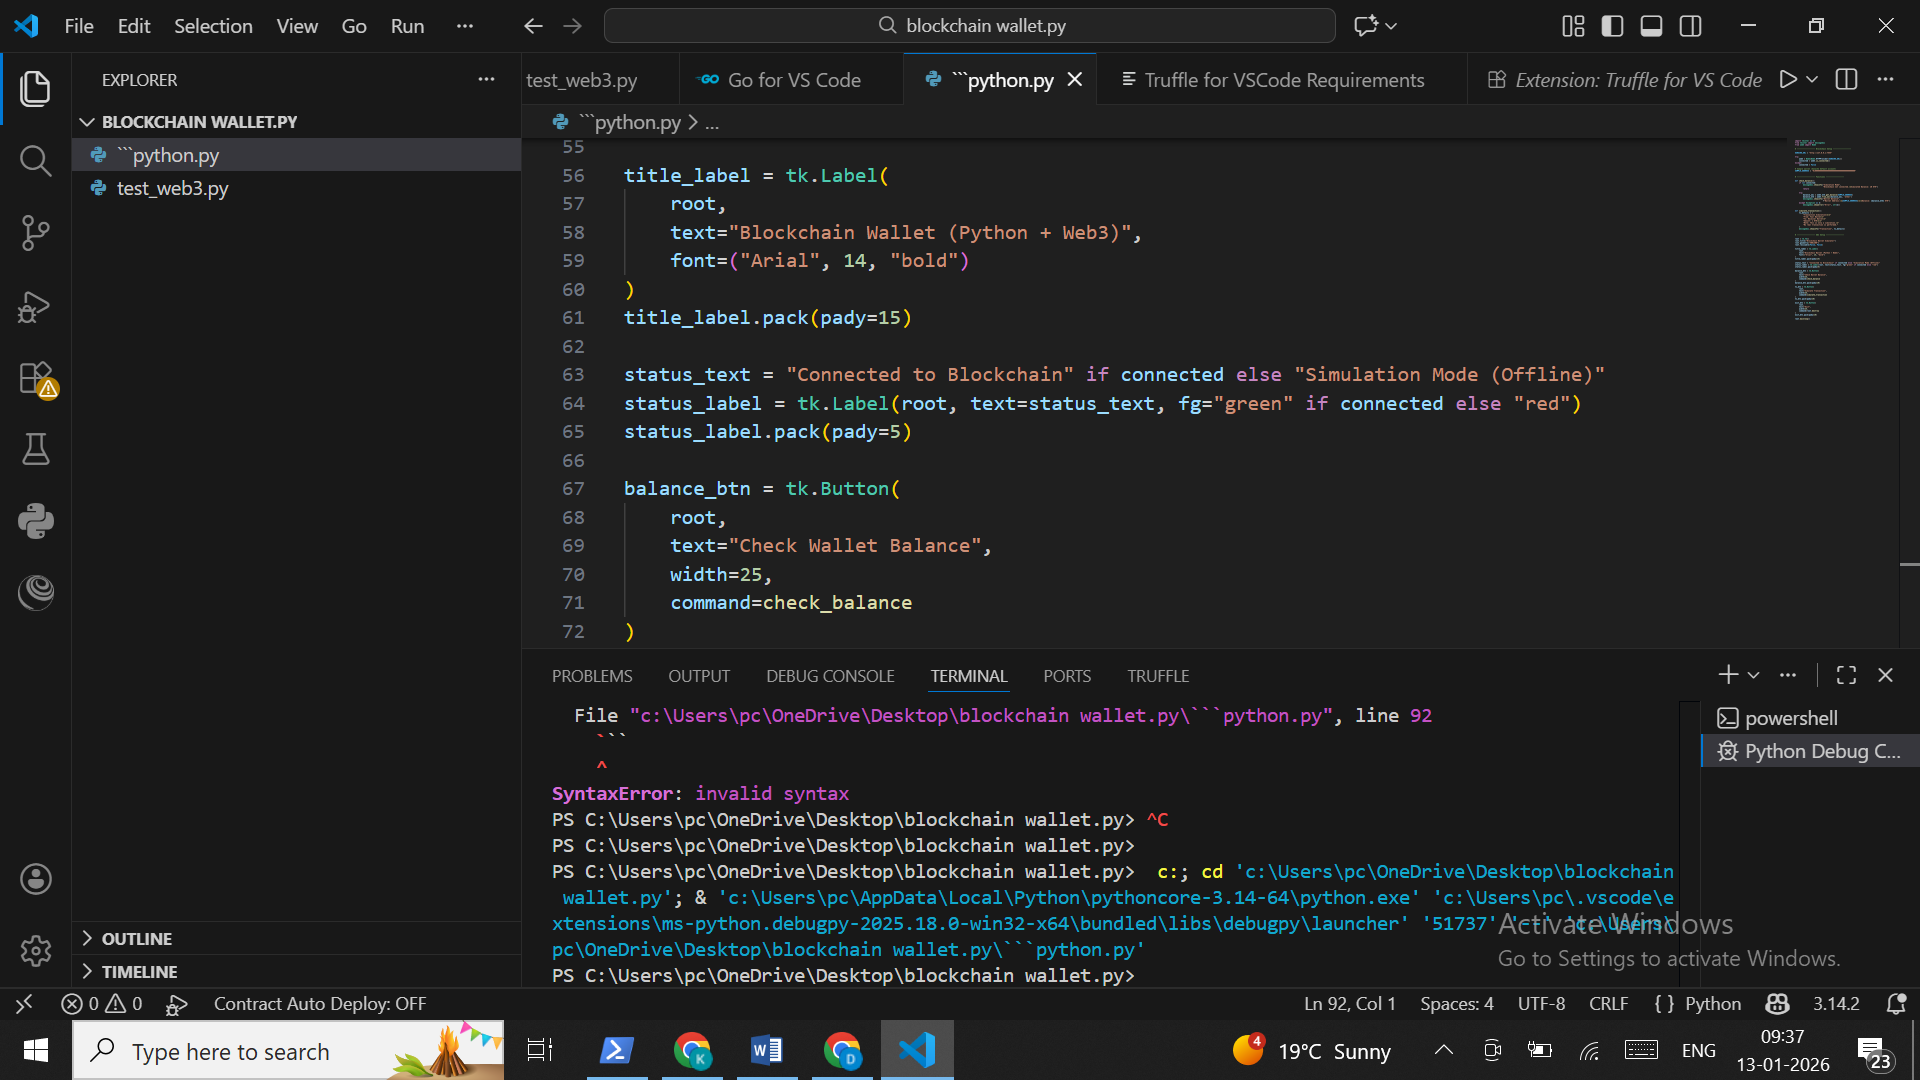 File Edit Selection View Go Run ···
blockchain wallet.py
EXPLORER ···
test_web3.py
GO Go for VS Code
```python.py
Truffle for VSCode Requirements
Extension: Truffle for VS Code
BLOCKCHAIN WALLET.PY
```python.py
test_web3.py
```python.py > ...
55
56 title_label = tk.Label(
57 root,
58 text="Blockchain Wallet (Python + Web3)",
59 font=("Arial", 14, "bold")
60 )
61 title_label.pack(pady=15)
62
63 status_text = "Connected to Blockchain" if connected else "Simulation Mode (Offline)"
64 status_label = tk.Label(root, text=status_text, fg="green" if connected else "red")
65 status_label.pack(pady=5)
66
67 balance_btn = tk.Button(
68 root,
69 text="Check Wallet Balance",
70 width=25,
71 command=check_balance
72 )
PROBLEMS OUTPUT DEBUG CONSOLE TERMINAL PORTS TRUFFLE
File "c:\Users\pc\OneDrive\Desktop\blockchain wallet.py\```python.py", line 92
```
^
SyntaxError: invalid syntax
PS C:\Users\pc\OneDrive\Desktop\blockchain wallet.py> ^C
PS C:\Users\pc\OneDrive\Desktop\blockchain wallet.py>
PS C:\Users\pc\OneDrive\Desktop\blockchain wallet.py> c:; cd 'c:\Users\pc\OneDrive\Desktop\blockchain
wallet.py'; & 'c:\Users\pc\AppData\Local\Python\pythoncore-3.14-64\python.exe' 'c:\Users\pc\.vscode\e
xtensions\ms-python.debugpy-2025.18.0-win32-x64\bundled\libs\debugpy\launcher' '51737' '--' 'c:\Users\
pc\OneDrive\Desktop\blockchain wallet.py\```python.py'
PS C:\Users\pc\OneDrive\Desktop\blockchain wallet.py>
powershell
Python Debug C...
Activate Windows
Go to Settings to activate Windows.
OUTLINE
TIMELINE
0 0 Contract Auto Deploy: OFF
Ln 92, Col 1 Spaces: 4 UTF-8 CRLF { } Python 3.14.2
Type here to search
K
W
D
4
19°C Sunny
ENG
09:37
13-01-2026
23